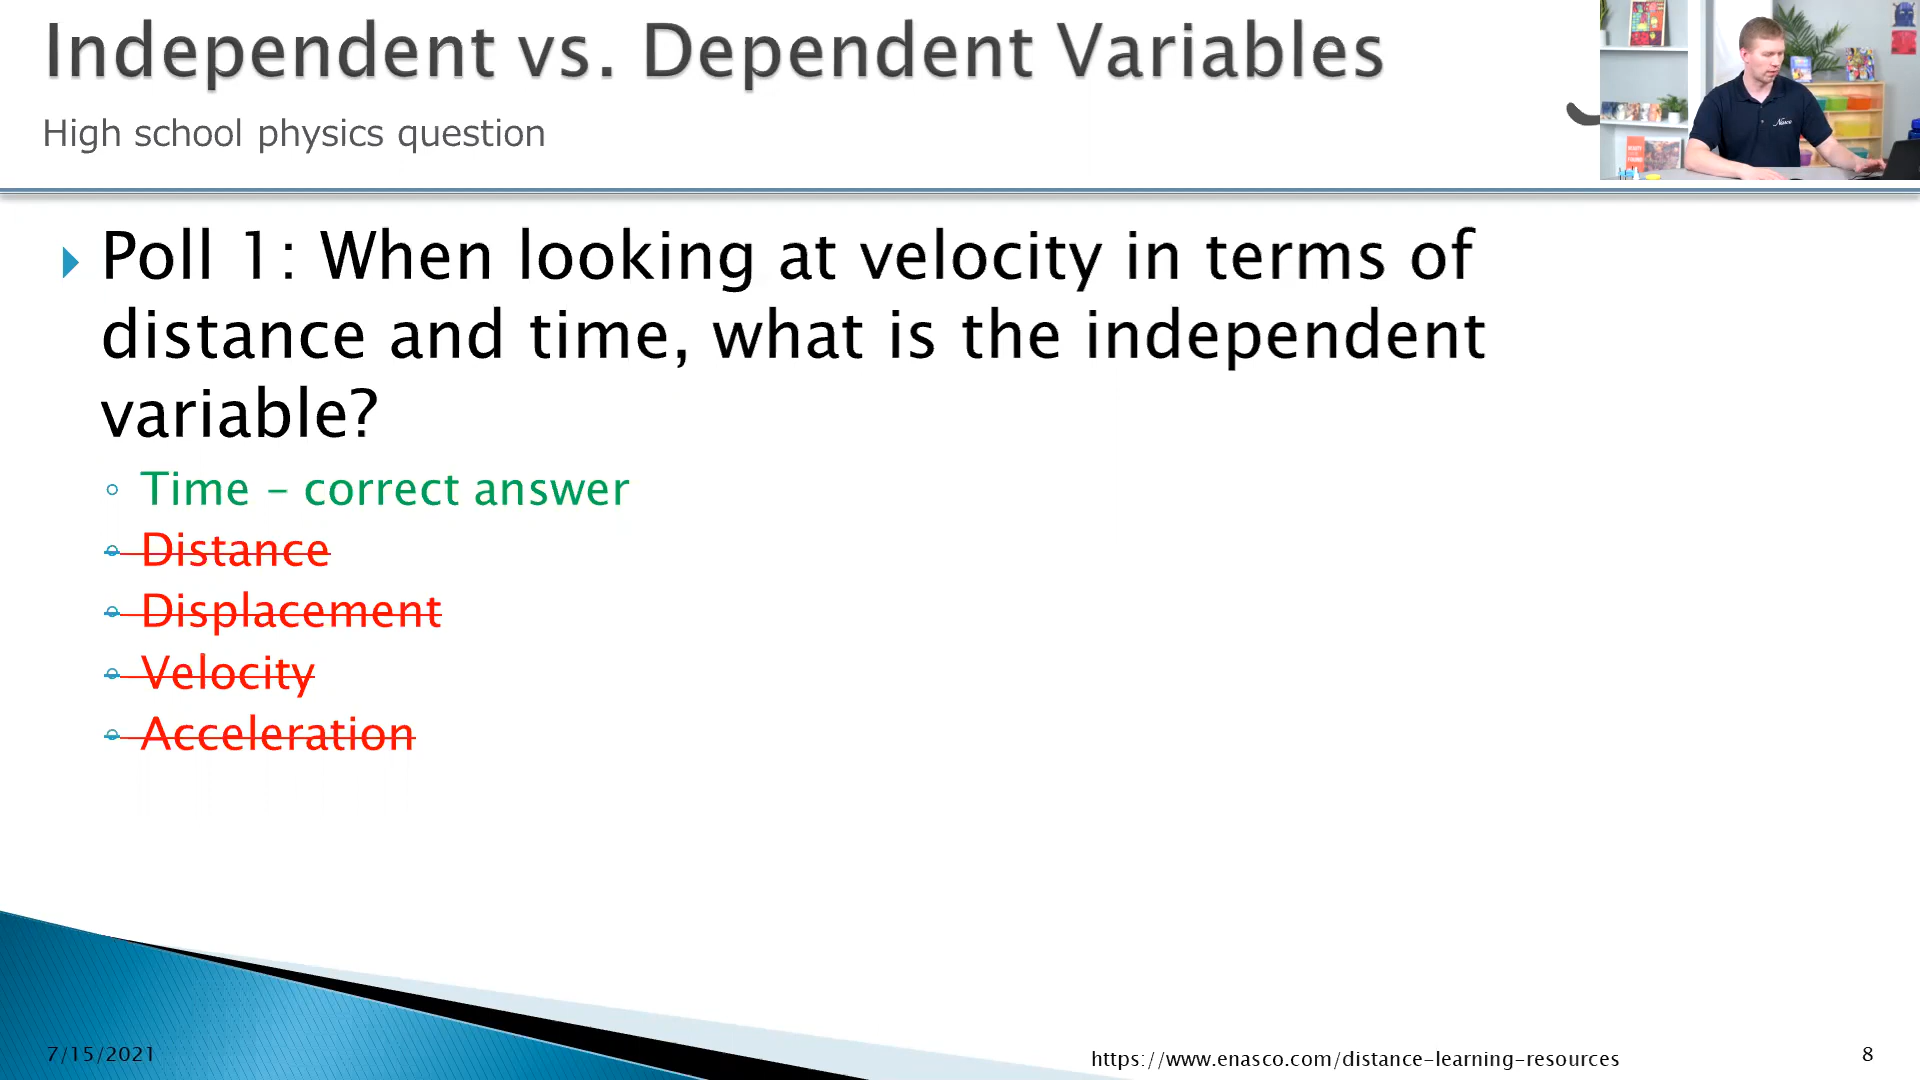 Independent vs. Dependent Variables
High school physics question
Poll 1: When looking at velocity in terms of
distance and time, what is the independent
variable?
Time – correct answer
Distance
Displacement
Velocity
Acceleration
7/15/2021
https://www.enasco.com/distance-learning-resources
8
Nasco